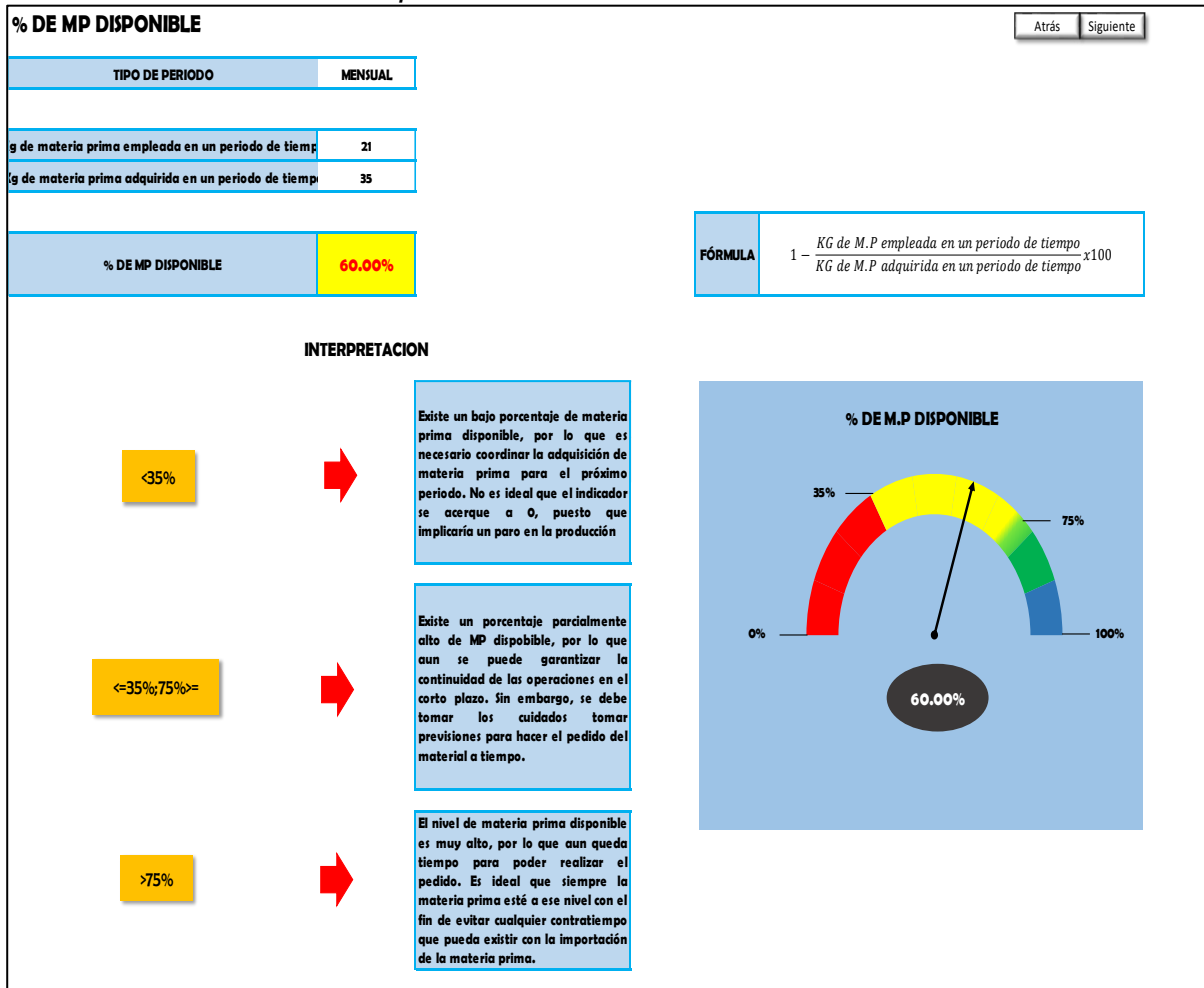 % DE MP DISPONIBLE
Atrás Siguiente
TIPO DE PERIODO MENSUAL
g de materia prima empleada en un periodo de tiemp 21
Kg de materia prima adquirida en un periodo de tiemp 35
% DE MP DISPONIBLE 60.00%
FÓRMULA 1 − KG de M.P empleada en un periodo de tiempo / KG de M.P adquirida en un periodo de tiempo x100
INTERPRETACION
<35%
Existe un bajo porcentaje de materia
prima disponible, por lo que es
necesario coordinar la adquisición de
materia prima para el próximo
periodo. No es ideal que el indicador
se acerque a 0, puesto que
implicaría un paro en la producción
<=35%;75%>=
Existe un porcentaje parcialmente
alto de MP dispobible, por lo que
aun se puede garantizar la
continuidad de las operaciones en el
corto plazo. Sin embargo, se debe
tomar los cuidados tomar
previsiones para hacer el pedido del
material a tiempo.
>75%
El nivel de materia prima disponible
es muy alto, por lo que aun queda
tiempo para poder realizar el
pedido. Es ideal que siempre la
materia prima esté a ese nivel con el
fin de evitar cualquier contratiempo
que pueda existir con la importación
de la materia prima.
% DE M.P DISPONIBLE
35%
75%
0%
100%
60.00%